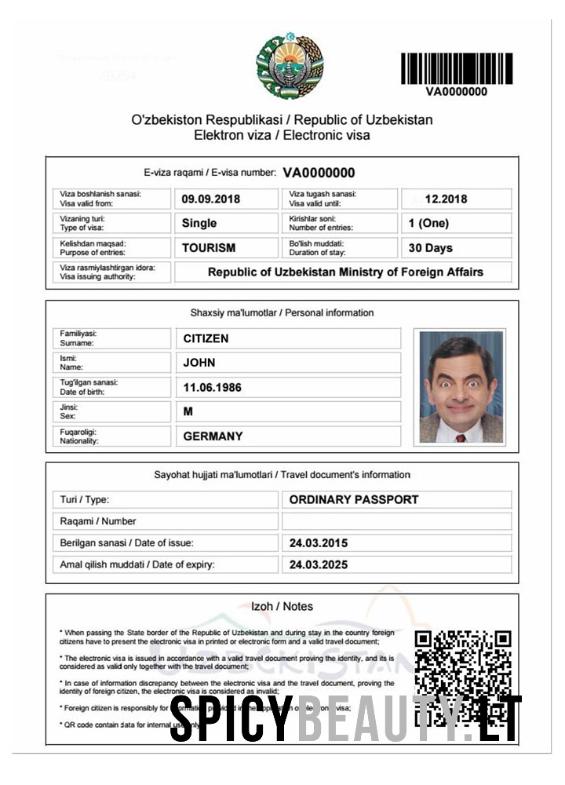 VA0000000
O'zbekiston Respublikasi / Republic of Uzbekistan
Elektron viza / Electronic visa
E-viza raqami / E-visa number: VA0000000
Viza boshlanish sanasi:
Visa valid from:
09.09.2018
Viza tugash sanasi:
Visa valid until:
12.2018
Vizaning turi:
Type of visa:
Single
Kirishlar soni:
Number of entries:
1 (One)
Kelishdan maqsad:
Purpose of entries:
TOURISM
Bo'lish muddati:
Duration of stay:
30 Days
Viza rasmiylashtirgan idora:
Visa issuing authority:
Republic of Uzbekistan Ministry of Foreign Affairs
Shaxsiy ma'lumotlar / Personal information
Familiyasi:
Surname:
CITIZEN
Ismi:
Name:
JOHN
Tug'ilgan sanasi:
Date of birth:
11.06.1986
Jinsi:
Sex:
M
Fuqaroligi:
Nationality:
GERMANY
Sayohat hujjati ma'lumotlari / Travel document's information
Turi / Type:
ORDINARY PASSPORT
Raqami / Number
Berilgan sanasi / Date of issue:
24.03.2015
Amal qilish muddati / Date of expiry:
24.03.2025
Izoh / Notes
* When passing the State border of the Republic of Uzbekistan and during stay in the country foreign
citizens have to present the electronic visa in printed or electronic form and a valid travel document;
* The electronic visa is issued in accordance with a valid travel document proving the identity, and its is
considered as valid only together with the travel document;
* In case of information discrepancy between the electronic visa and the travel document, proving the
identity of foreign citizen, the electronic visa is considered as invalid;
* Foreign citizen is responsible for visa;
* QR code contain data for internal
UZBEKISTAN
SPICYBEAUTY.LT